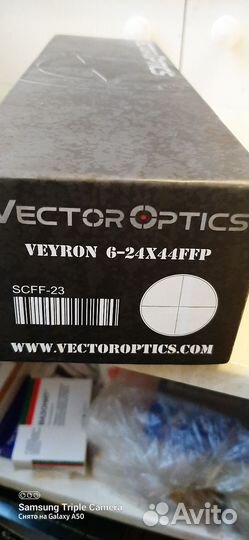 VECTOR OPTICS
VEYRON 6-24X44FFP
SCFF-23
WWW.VECTOROPTICS.COM
Samsung Triple Camera
Снято на Galaxy A50
Avito